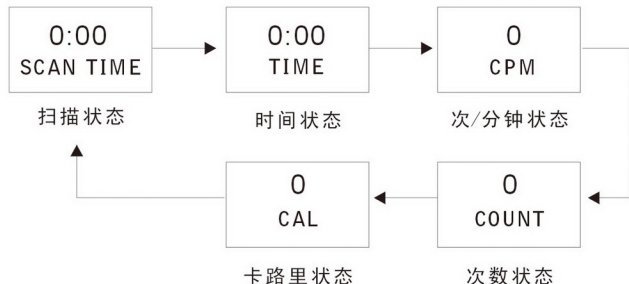 0:00
SCAN TIME
扫描状态
0:00
TIME
时间状态
0
CPM
次/分钟状态
0
CAL
卡路里状态
0
COUNT
次数状态